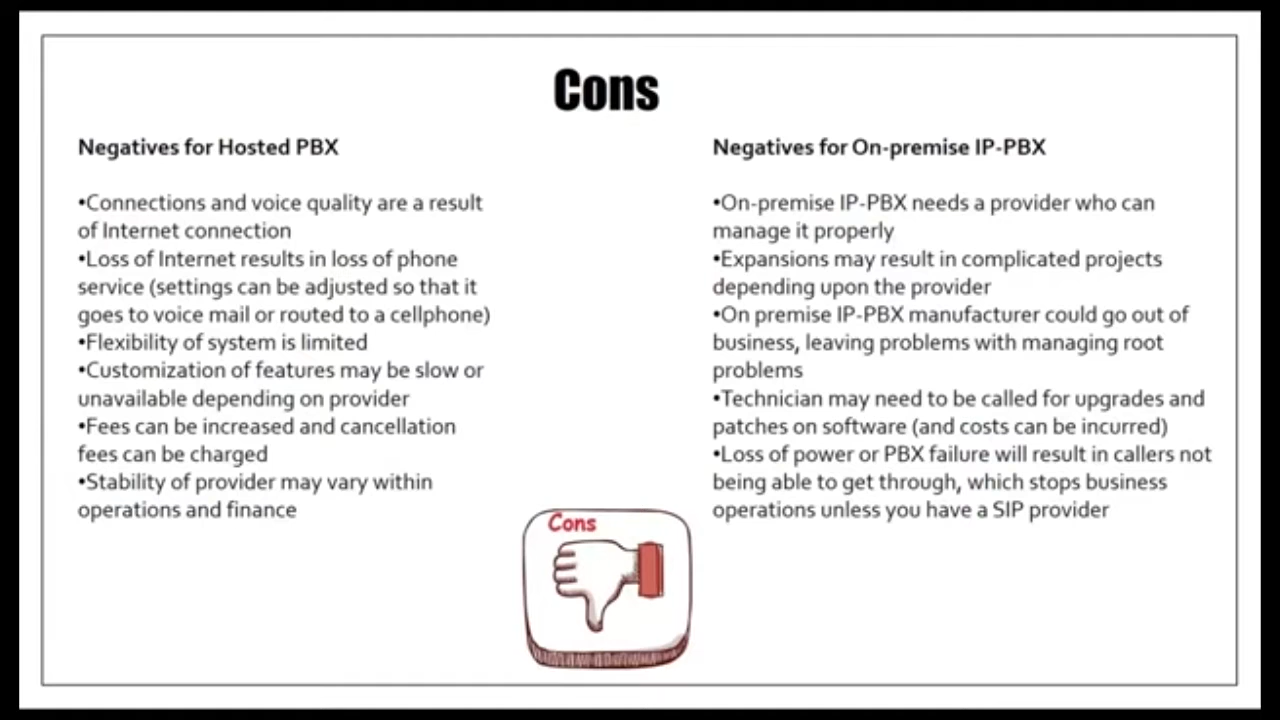 Cons
Negatives for Hosted PBX
•Connections and voice quality are a result
of Internet connection
•Loss of Internet results in loss of phone
service (settings can be adjusted so that it
goes to voice mail or routed to a cellphone)
•Flexibility of system is limited
•Customization of features may be slow or
unavailable depending on provider
•Fees can be increased and cancellation
fees can be charged
•Stability of provider may vary within
operations and finance
Negatives for On-premise IP-PBX
•On-premise IP-PBX needs a provider who can
manage it properly
•Expansions may result in complicated projects
depending upon the provider
•On premise IP-PBX manufacturer could go out of
business, leaving problems with managing root
problems
•Technician may need to be called for upgrades and
patches on software (and costs can be incurred)
•Loss of power or PBX failure will result in callers not
being able to get through, which stops business
operations unless you have a SIP provider
Cons